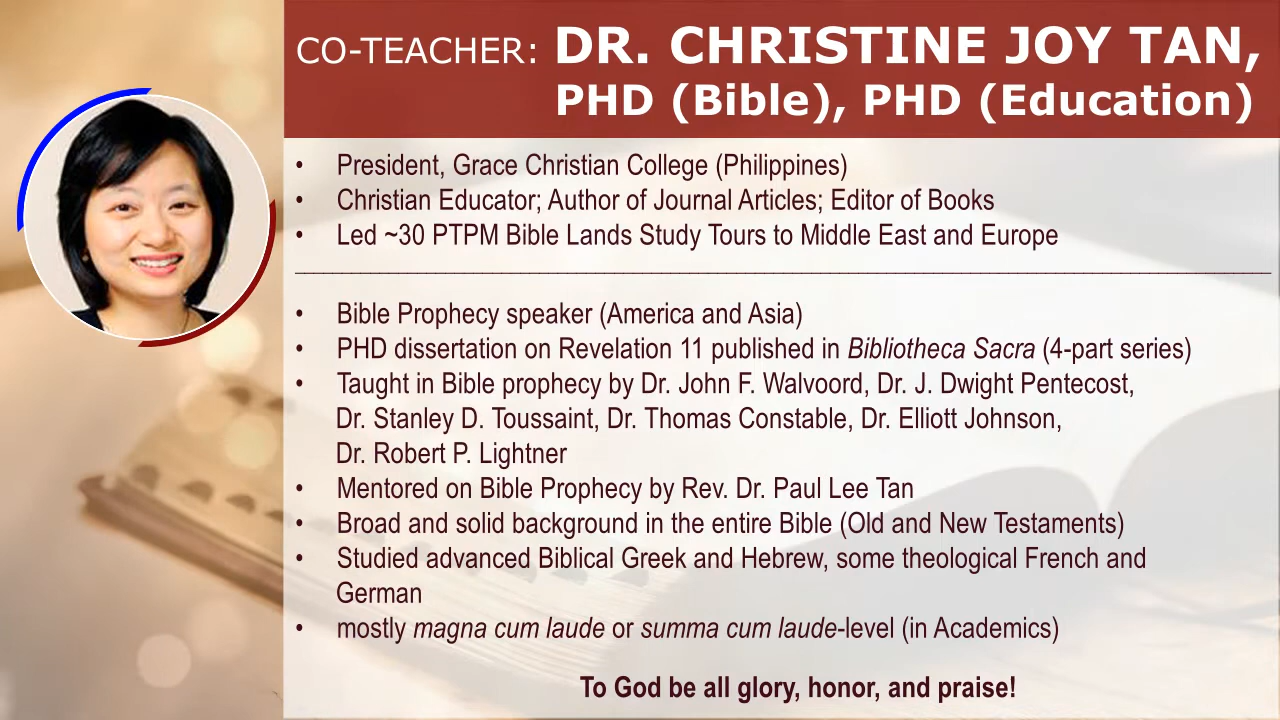 CO-TEACHER: DR. CHRISTINE JOY TAN,
PHD (Bible), PHD (Education)
• President, Grace Christian College (Philippines)
• Christian Educator; Author of Journal Articles; Editor of Books
• Led ~30 PTPM Bible Lands Study Tours to Middle East and Europe
• Bible Prophecy speaker (America and Asia)
• PHD dissertation on Revelation 11 published in Bibliotheca Sacra (4-part series)
• Taught in Bible prophecy by Dr. John F. Walvoord, Dr. J. Dwight Pentecost,
Dr. Stanley D. Toussaint, Dr. Thomas Constable, Dr. Elliott Johnson,
Dr. Robert P. Lightner
• Mentored on Bible Prophecy by Rev. Dr. Paul Lee Tan
• Broad and solid background in the entire Bible (Old and New Testaments)
• Studied advanced Biblical Greek and Hebrew, some theological French and
German
• mostly magna cum laude or summa cum laude-level (in Academics)
To God be all glory, honor, and praise!